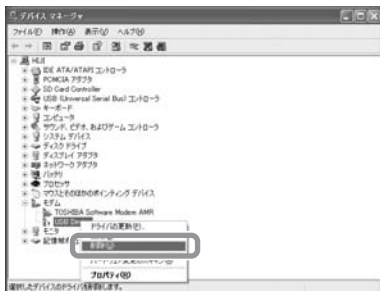 デバイス マネージャ
ファイル(F) 操作(A) 表示(V) ヘルプ(H)
HIJI
IDE ATA/ATAPI コントローラ
PCMCIA アダプタ
SD Card Controller
USB (Universal Serial Bus) コントローラ
キーボード
コンピュータ
サウンド、ビデオ、およびゲーム コントローラ
システム デバイス
ディスク ドライブ
ディスプレイ アダプタ
ネットワーク アダプタ
バッテリ
プロセッサ
マウスとそのほかのポインティング デバイス
モデム
TOSHIBA Software Modem AMR
USB De
ドライバの更新(P)...
モニタ
削除(U)
プロパティ(R)
選択したデバイスのドライバを削除します。